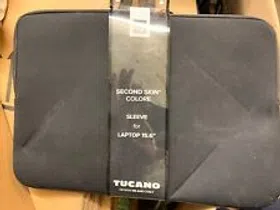 SECOND SKIN®
COLORE
SLEEVE
for
LAPTOP 15.6"
TUCANO